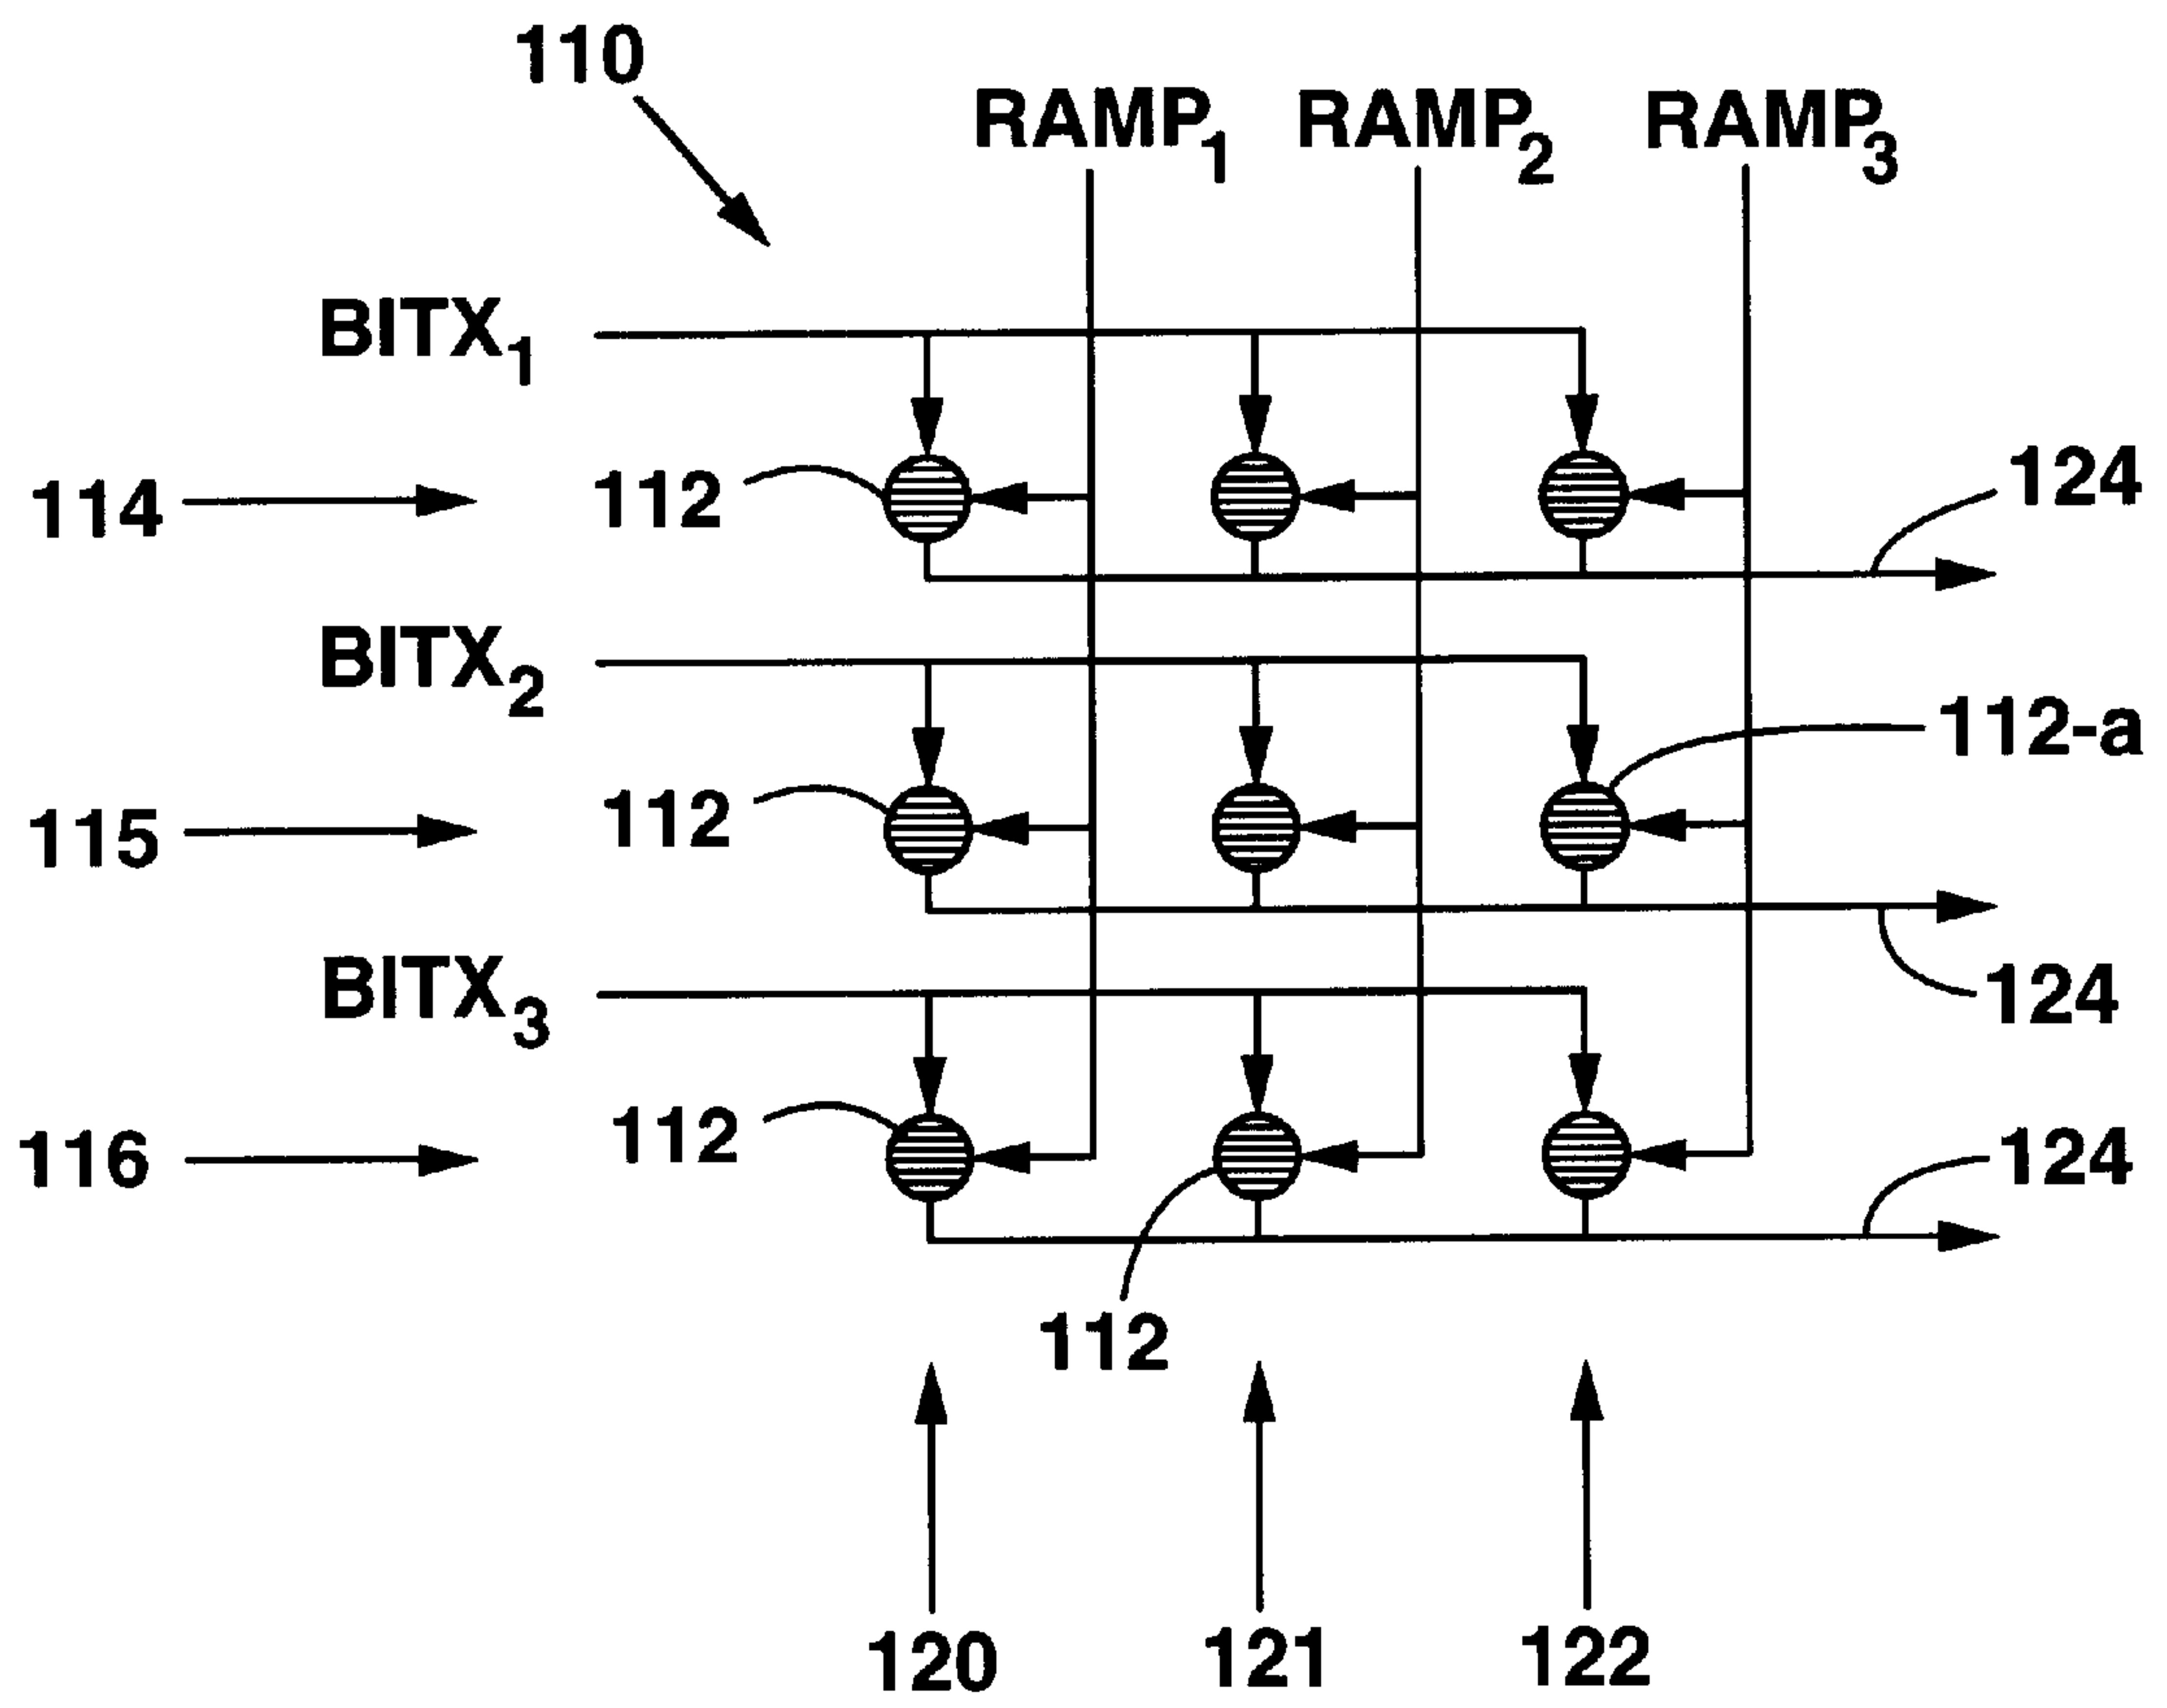 110
RAMP1 RAMP2 RAMP3
BITX1
114 112 124
BITX2
112-a
115 112
BITX3 124
116 112 124
112
120 121 122